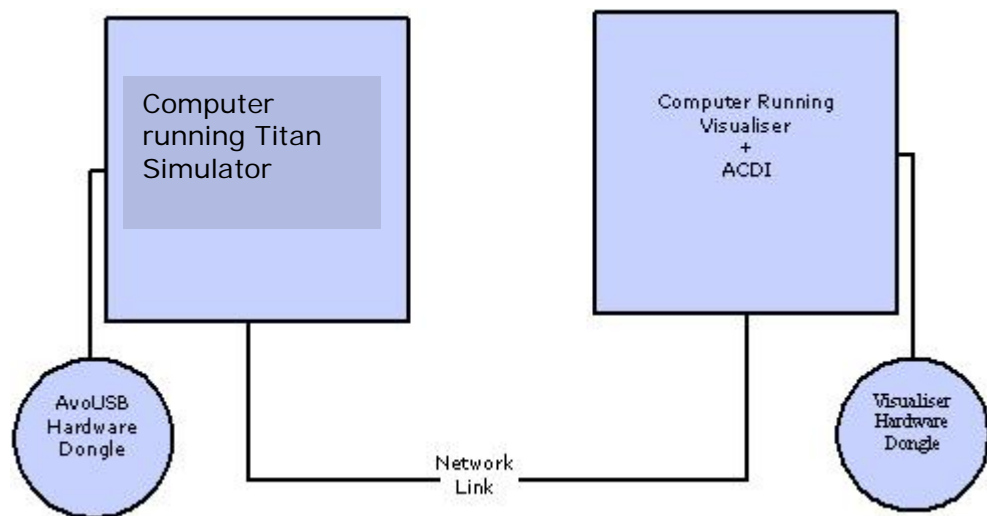 Computer
running Titan
Simulator
Computer Running
Visualiser
+
ACDI
AvoUSB
Hardware
Dongle
Network
Link
Visualiser
Hardware
Dongle